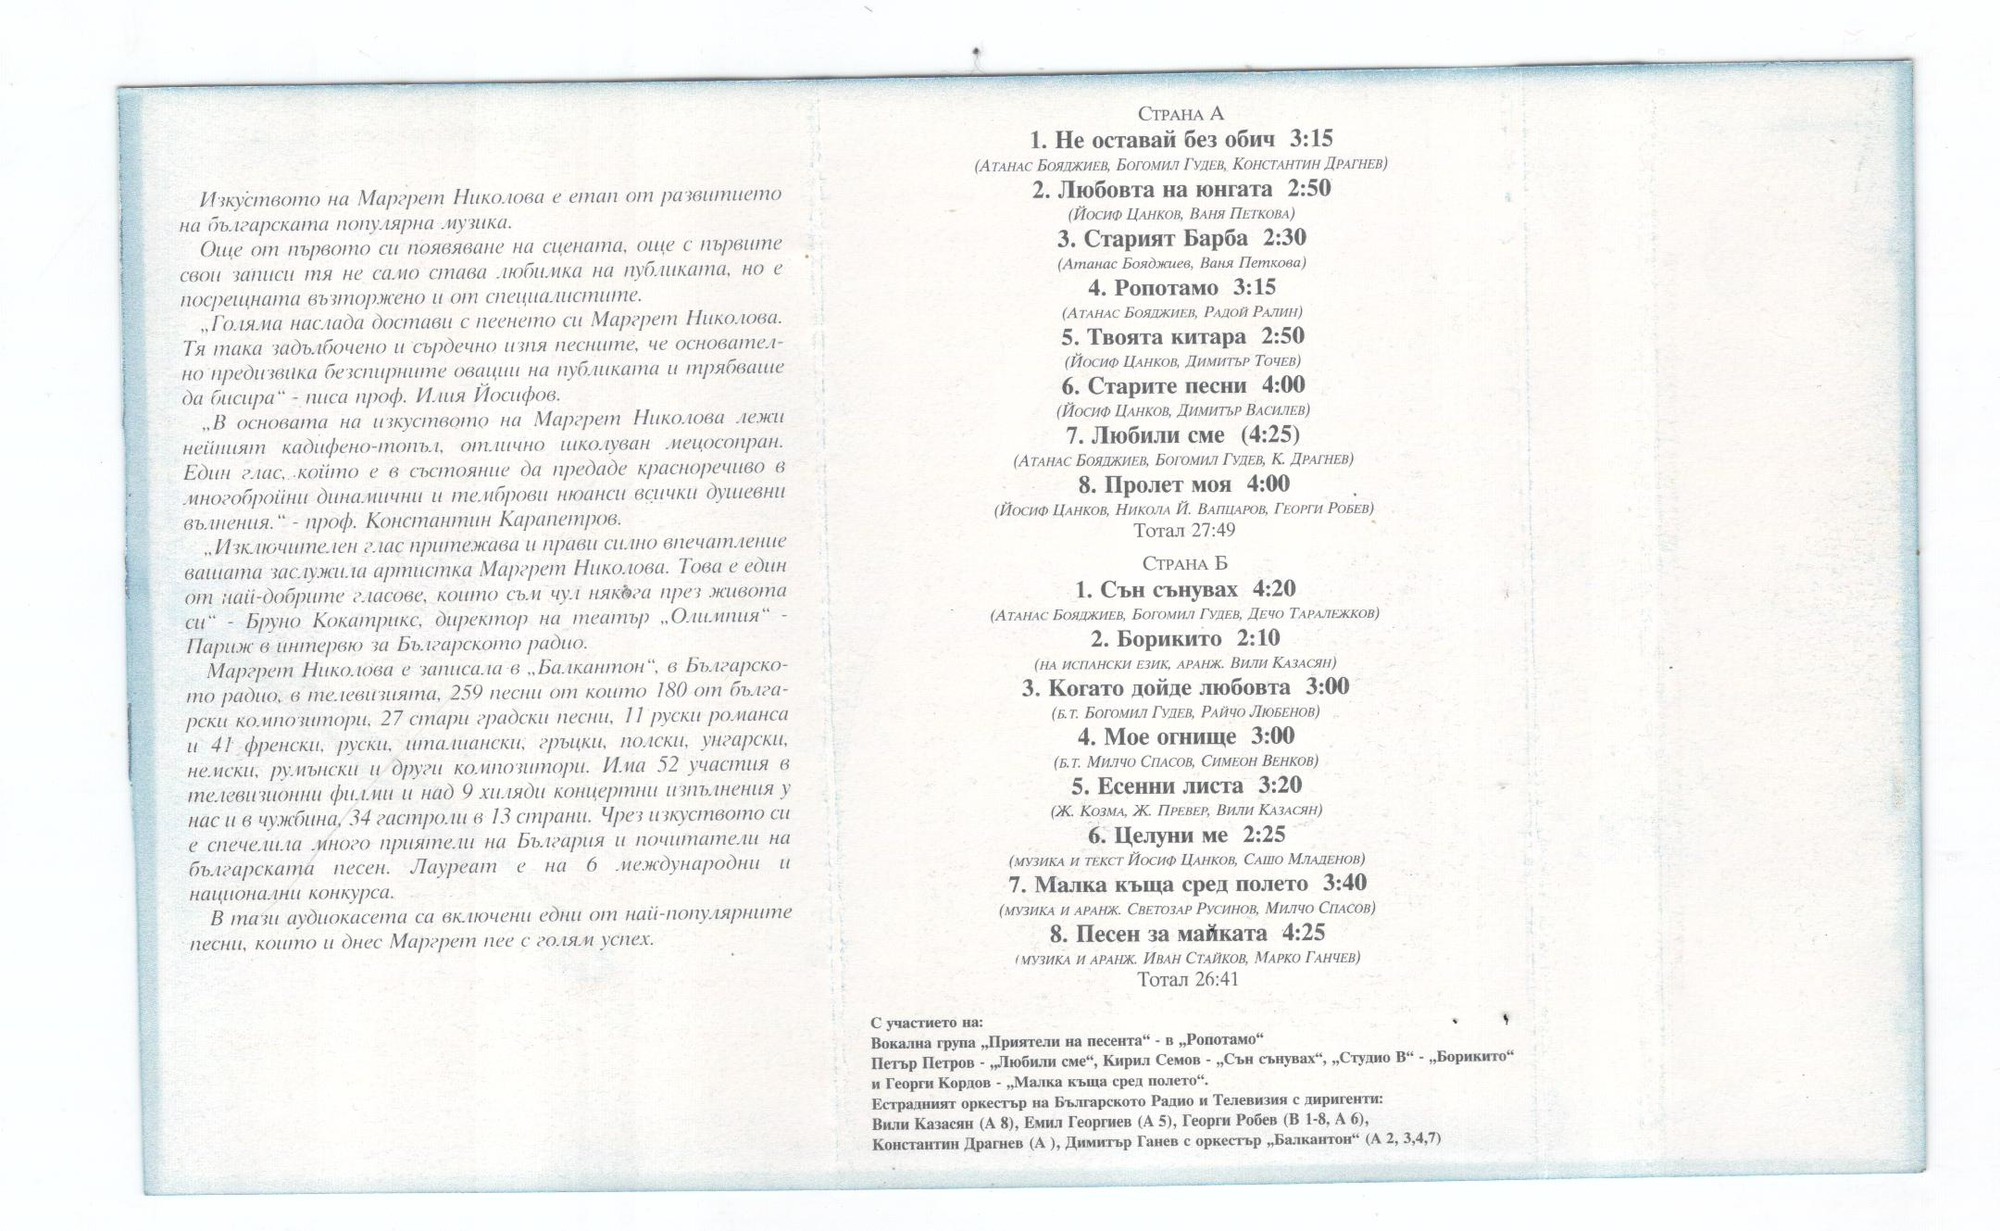 Изкуството на Маргрет Николова е етап от развитието
на българската популярна музика.
Още от първото си появяване на сцената, още с първите
свои записи тя не само става любимка на публиката, но е
посрещната възторжено и от специалистите.
„Голяма наслада достави с пеенето си Маргрет Николова.
Тя така задълбочено и сърдечно изпя песните, че основател-
но предизвика безспирните овации на публиката и трябваше
да бисира“ - писа проф. Илия Йосифов.
„В основата на изкуството на Маргрет Николова лежи
нейният кадифено-топъл, отлично школуван мецосопран.
Един глас, който е в състояние да предаде красноречиво в
многобройни динамични и темброви нюанси всички душевни
вълнения.“ - проф. Константин Карапетров.
„Изключителен глас притежава и прави силно впечатление
вашата заслужила артистка Маргрет Николова. Това е един
от най-добрите гласове, които съм чул някога през живота
си“ - Бруно Кокатрикс, директор на театър „Олимпия“ -
Париж в интервю за Българското радио.
Маргрет Николова е записала в „Балкантон“, в Българско-
то радио, в телевизията, 259 песни от които 180 от бълга-
рски композитори, 27 стари градски песни, 11 руски романса
и 41 френски, руски, италиански, гръцки, полски, унгарски,
немски, румънски и други композитори. Има 52 участия в
телевизионни филми и над 9 хиляди концертни изпълнения у
нас и в чужбина, 34 гастроли в 13 страни. Чрез изкуството си
е спечелила много приятели на България и почитатели на
българската песен. Лауреат е на 6 международни и
национални конкурса.
В тази аудиокасета са включени едни от най-популярните
песни, които и днес Маргрет пее с голям успех.
Страна А
1. Не оставай без обич 3:15
(Атанас Бояджиев, Богомил Гудев, Константин Драгнев)
2. Любовта на юнгата 2:50
(Йосиф Цанков, Ваня Петкова)
3. Старият Барба 2:30
(Атанас Бояджиев, Ваня Петкова)
4. Ропотамо 3:15
(Атанас Бояджиев, Радой Ралин)
5. Твоята китара 2:50
(Йосиф Цанков, Димитър Точев)
6. Старите песни 4:00
(Йосиф Цанков, Димитър Василев)
7. Любили сме (4:25)
(Атанас Бояджиев, Богомил Гудев, К. Драгнев)
8. Пролет моя 4:00
(Йосиф Цанков, Никола Й. Вапцаров, Георги Робев)
Тотал 27:49
Страна Б
1. Сън сънувах 4:20
(Атанас Бояджиев, Богомил Гудев, Дечо Таралежков)
2. Борикито 2:10
(на испански език, аранж. Вили Казасян)
3. Когато дойде любовта 3:00
(б.т. Богомил Гудев, Райчо Любенов)
4. Мое огнище 3:00
(б.т. Милчо Спасов, Симеон Венков)
5. Есенни листа 3:20
(Ж. Козма, Ж. Превер, Вили Казасян)
6. Целуни ме 2:25
(музика и текст Йосиф Цанков, Сашо Младенов)
7. Малка къща сред полето 3:40
(музика и аранж. Светозар Русинов, Милчо Спасов)
8. Песен за майката 4:25
(музика и аранж. Иван Стайков, Марко Ганчев)
Тотал 26:41
С участието на:
Вокална група „Приятели на песента“ - в „Ропотамо“
Петър Петров - „Любили сме“, Кирил Семов - „Сън сънувах“, „Студио В“ - „Борикито“
и Георги Кордов - „Малка къща сред полето“.
Естрадният оркестър на Българското Радио и Телевизия с диригенти:
Вили Казасян (А 8), Емил Георгиев (А 5), Георги Робев (В 1-8, А 6),
Константин Драгнев (А ), Димитър Ганев с оркестър „Балкантон“ (А 2, 3,4,7)